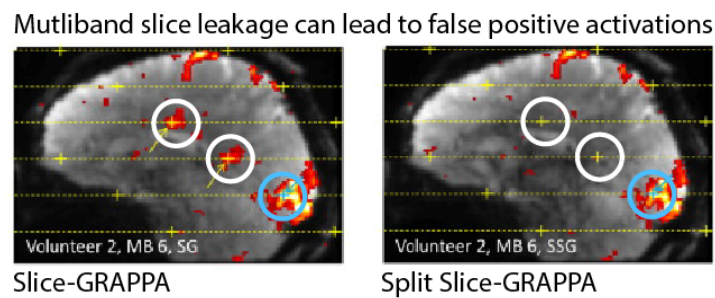 Mutliband slice leakage can lead to false positive activations
Volunteer 2, MB 6, SG
Volunteer 2, MB 6, SSG
Slice-GRAPPA
Split Slice-GRAPPA